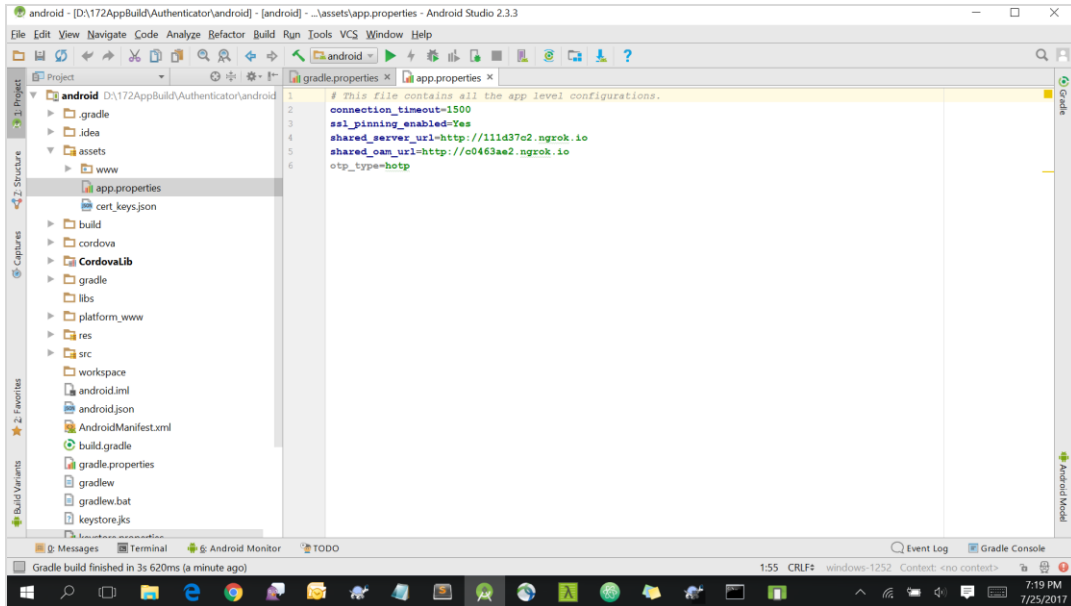 android - [D:\172AppBuild\Authenticator\android] - [android] - ...\assets\app.properties - Android Studio 2.3.3
File Edit View Navigate Code Analyze Refactor Build Run Tools VCS Window Help
android
Project
gradle.properties
app.properties
1: Project
Z: Structure
Captures
2: Favorites
Build Variants
android D:\172AppBuild\Authenticator\android
.gradle
.idea
assets
www
app.properties
cert_keys.json
build
cordova
CordovaLib
gradle
libs
platform_www
res
src
workspace
android.iml
android.json
AndroidManifest.xml
build.gradle
gradle.properties
gradlew
gradlew.bat
keystore.jks
keystore.properties
1 # This file contains all the app level configurations.
2 connection_timeout=1500
3 ssl_pinning_enabled=Yes
4 shared_server_url=http://111d37c2.ngrok.io
5 shared_oam_url=http://c0463ae2.ngrok.io
6 otp_type=hotp
Gradle
Android Model
0: Messages Terminal 6: Android Monitor TODO Event Log Gradle Console
Gradle build finished in 3s 620ms (a minute ago) 1:55 CRLF÷ windows-1252 Context: <no context>
7:19 PM
7/25/2017